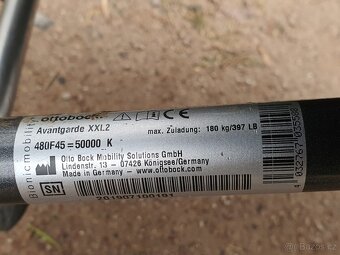 Bionicmobility
ottobock.
Avantgarde XXL2
max. Zuladung: 180 kg/397 LB
480F45=50000_K
Otto Bock Mobility Solutions GmbH
Lindenstr. 13 - 07426 Königsee/Germany
Made in Germany - www.ottobock.com
SN